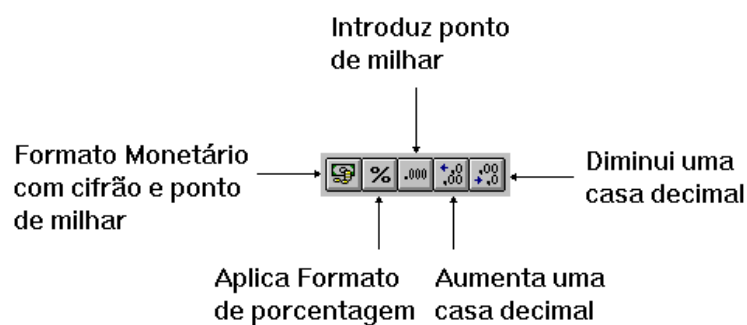 Introduz ponto
de milhar
Formato Monetário
com cifrão e ponto
de milhar
% .000 ,0 ,00 ,00 ,0
Diminui uma
casa decimal
Aplica Formato
de porcentagem
Aumenta uma
casa decimal